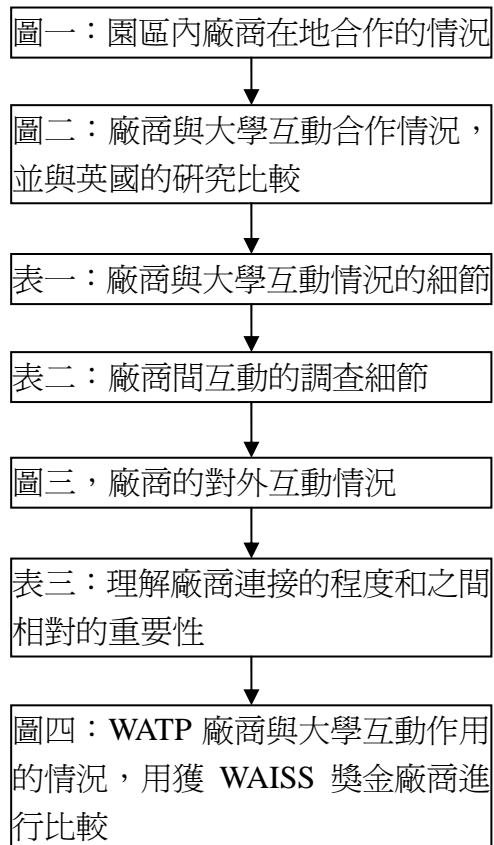 圖一：園區內廠商在地合作的情況
圖二：廠商與大學互動合作情況，
並與英國的研究比較
表一：廠商與大學互動情況的細節
表二：廠商間互動的調查細節
圖三，廠商的對外互動情況
表三：理解廠商連接的程度和之間
相對的重要性
圖四：WATP 廠商與大學互動作用
的情況，用獲 WAISS 獎金廠商進
行比較